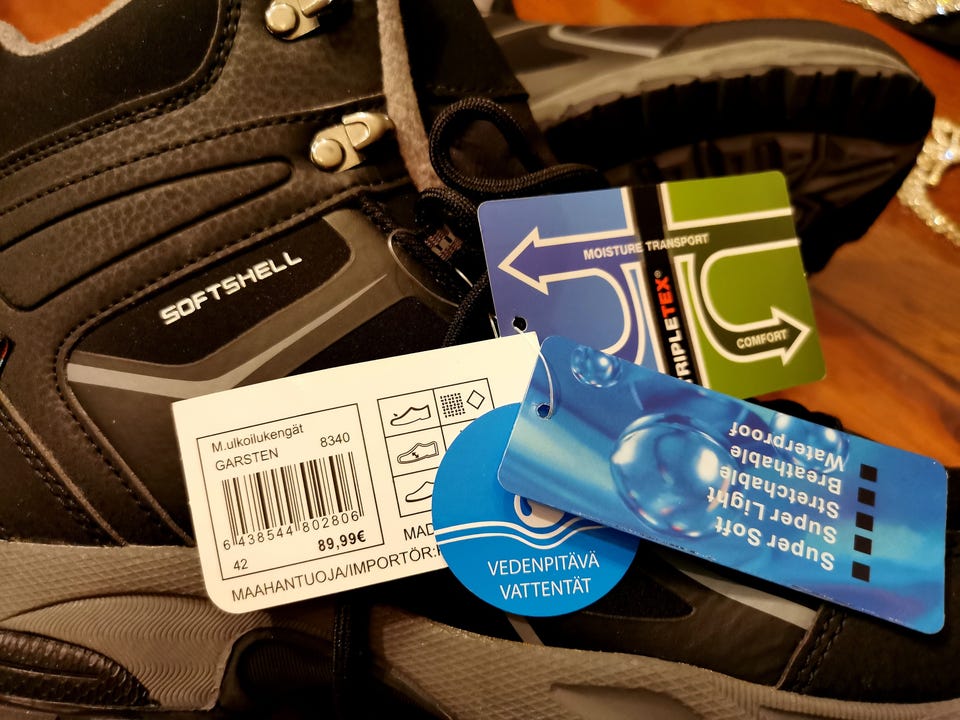 SOFTSHELL
MOISTURE TRANSPORT
TRIPLETEX®
COMFORT
M.ulkoilukengät 8340
GARSTEN
6 438544 802806
89,99€
42
MAAHANTUOJA/IMPORTÖR:
VEDENPITÄVÄ
VATTENTÄT
Super Soft
Super Light
Stretchable
Breathable
Waterproof